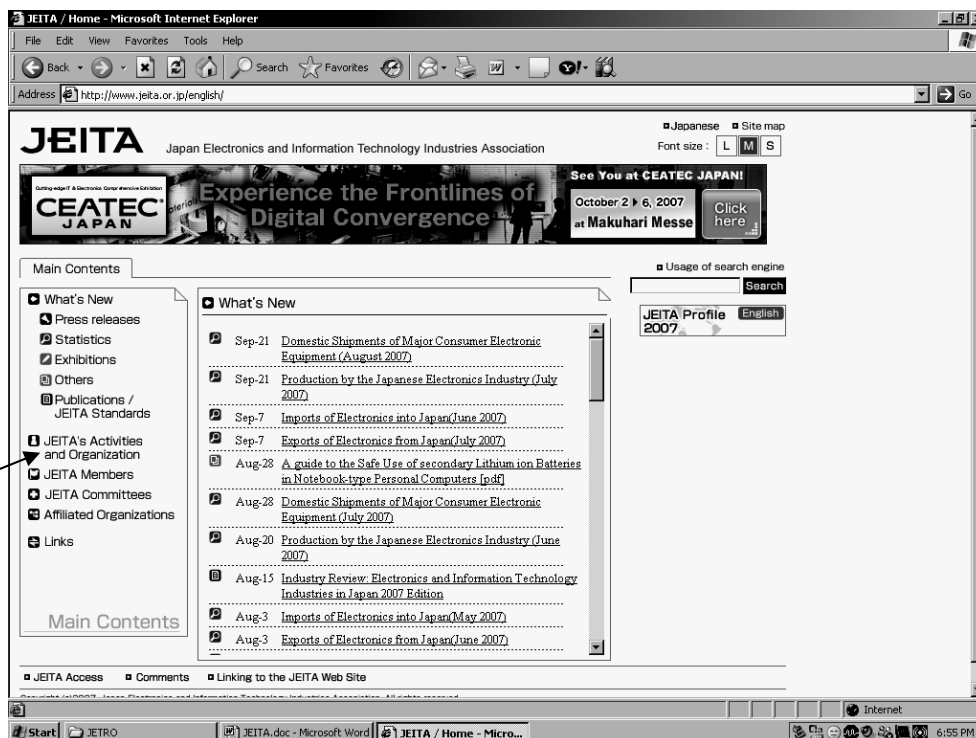 JEITA / Home - Microsoft Internet Explorer
File Edit View Favorites Tools Help
Back Search Favorites
Address http://www.jeita.or.jp/english/ Go
Japanese Site map
JEITA Japan Electronics and Information Technology Industries Association
Font size : L M S
Cutting-edge IT & Electronics Comprehensive Exhibition
CEATEC JAPAN
Experience the Frontlines of
Digital Convergence
See You at CEATEC JAPAN!
October 2 6, 2007
at Makuhari Messe
Click here
Main Contents
Usage of search engine
Search
JEITA Profile 2007 English
What's New
Press releases
Statistics
Exhibitions
Others
Publications /
JEITA Standards
JEITA's Activities
and Organization
JEITA Members
JEITA Committees
Affiliated Organizations
Links
Main Contents
What's New
Sep-21 Domestic Shipments of Major Consumer Electronic
Equipment (August 2007)
Sep-21 Production by the Japanese Electronics Industry (July
2007)
Sep-7 Imports of Electronics into Japan(June 2007)
Sep-7 Exports of Electronics from Japan(July 2007)
Aug-28 A guide to the Safe Use of secondary Lithium ion Batteries
in Notebook-type Personal Computers [pdf]
Aug-28 Domestic Shipments of Major Consumer Electronic
Equipment (July 2007)
Aug-20 Production by the Japanese Electronics Industry (June
2007)
Aug-15 Industry Review: Electronics and Information Technology
Industries in Japan 2007 Edition
Aug-3 Imports of Electronics into Japan(May 2007)
Aug-3 Exports of Electronics from Japan(June 2007)
JEITA Access Comments Linking to the JEITA Web Site
Internet
Start JETRO JEITA.doc - Microsoft Word JEITA / Home - Micro... 6:55 PM